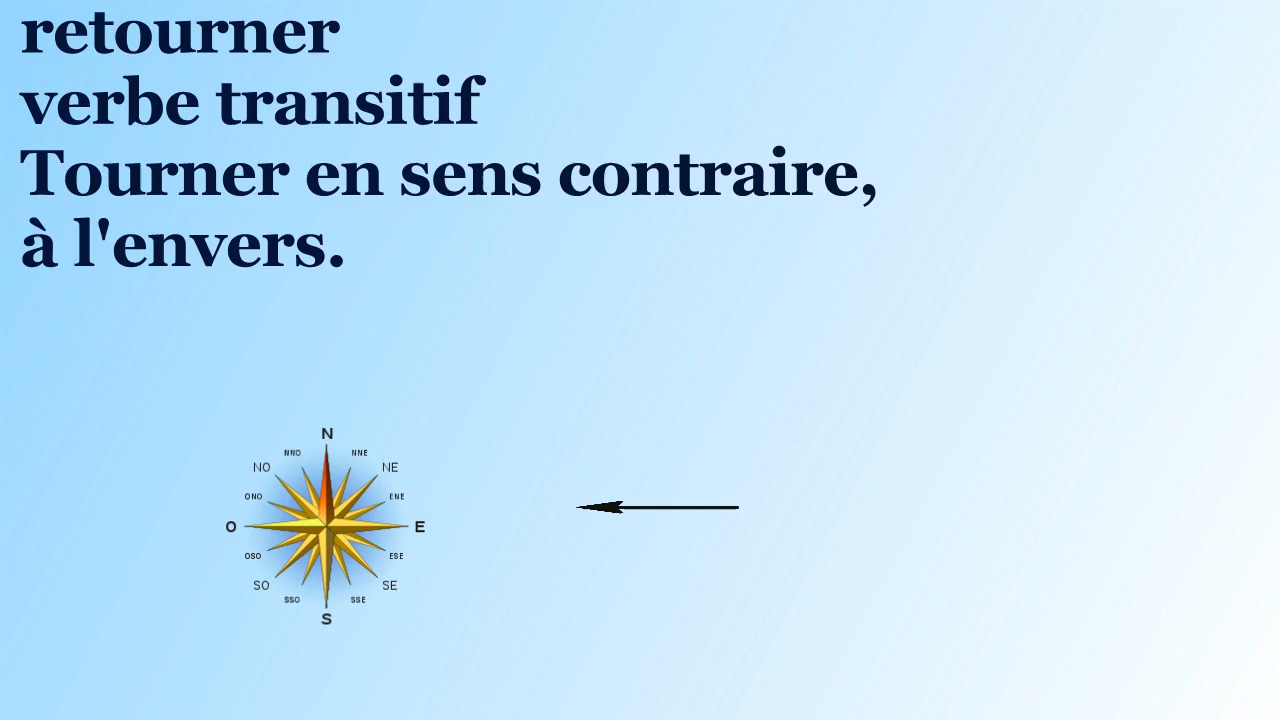 retourner
verbe transitif
Tourner en sens contraire,
à l'envers.
N
NNO NNE
NO NE
ONO ENE
O E
OSO ESE
SO SE
SSO SSE
S